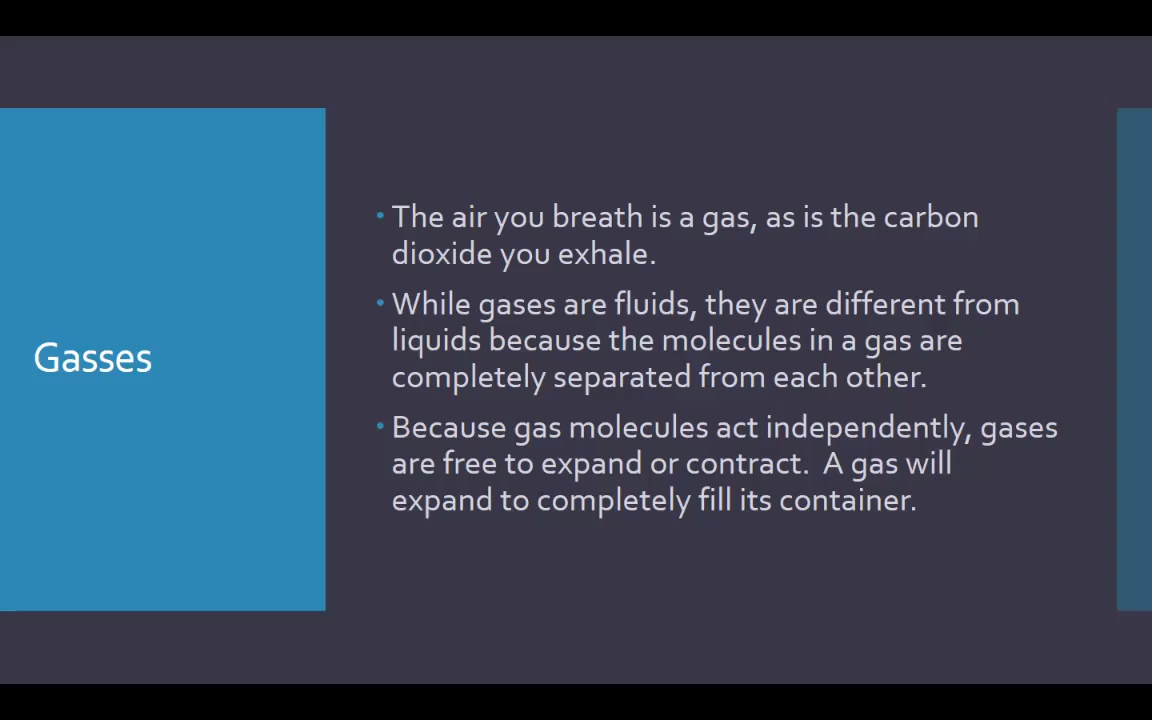 Gasses
• The air you breath is a gas, as is the carbon
dioxide you exhale.
• While gases are fluids, they are different from
liquids because the molecules in a gas are
completely separated from each other.
• Because gas molecules act independently, gases
are free to expand or contract.  A gas will
expand to completely fill its container.